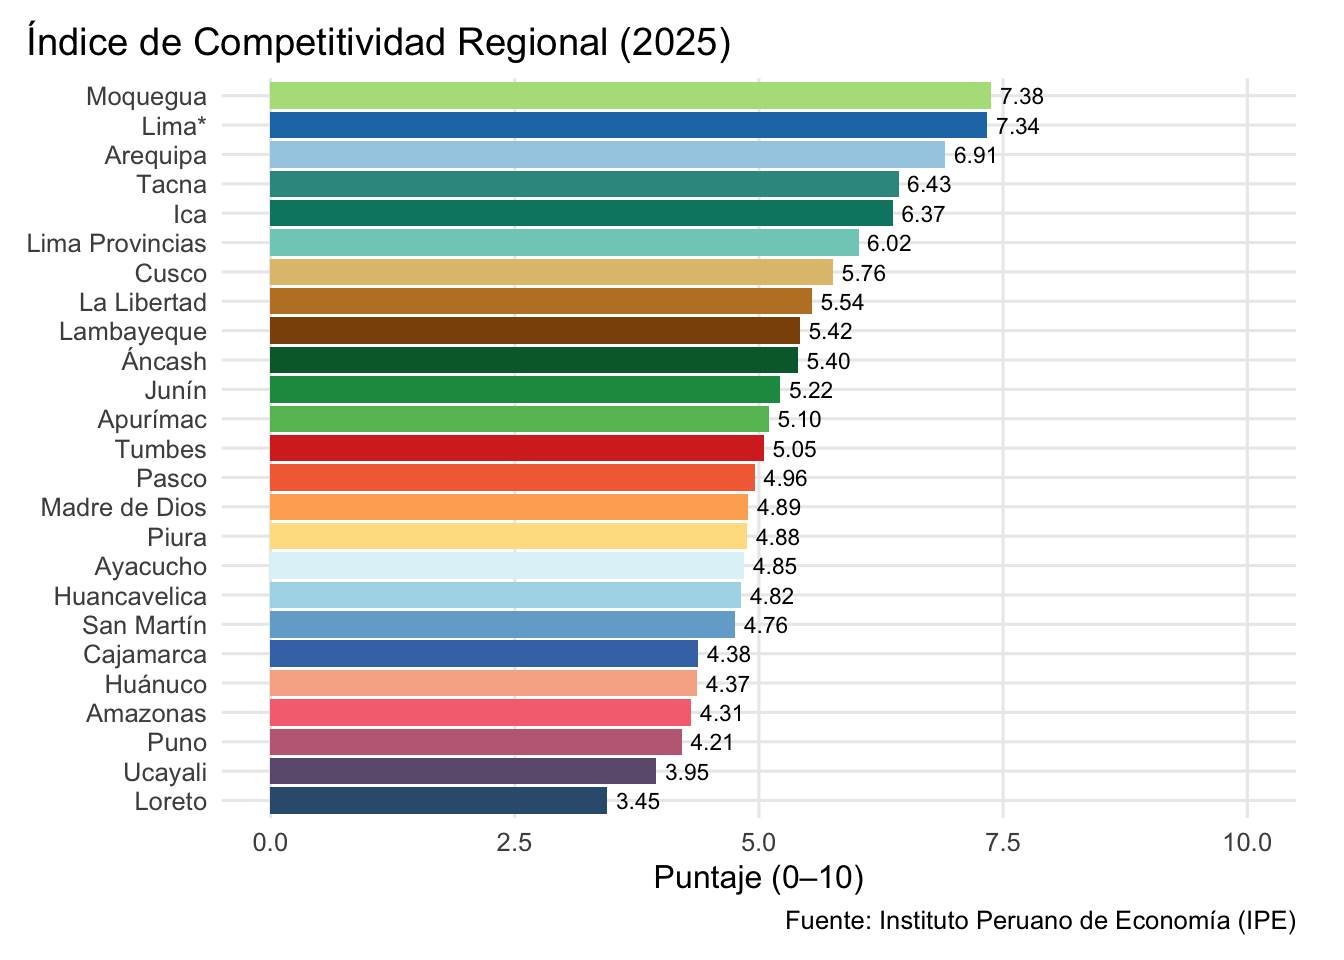 Índice de Competitividad Regional (2025)
Moquegua 7.38
Lima* 7.34
Arequipa 6.91
Tacna 6.43
Ica 6.37
Lima Provincias 6.02
Cusco 5.76
La Libertad 5.54
Lambayeque 5.42
Áncash 5.40
Junín 5.22
Apurímac 5.10
Tumbes 5.05
Pasco 4.96
Madre de Dios 4.89
Piura 4.88
Ayacucho 4.85
Huancavelica 4.82
San Martín 4.76
Cajamarca 4.38
Huánuco 4.37
Amazonas 4.31
Puno 4.21
Ucayali 3.95
Loreto 3.45
0.0 2.5 5.0 7.5 10.0
Puntaje (0–10)
Fuente: Instituto Peruano de Economía (IPE)